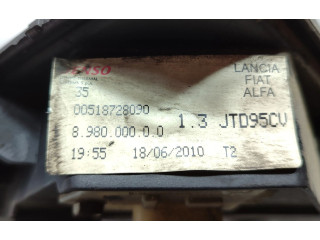 LANCIA
FIAT
35 ALFA
00518728090
8.980.000.0.0 1.3 JTD95CV
19:55 18/06/2010 T2